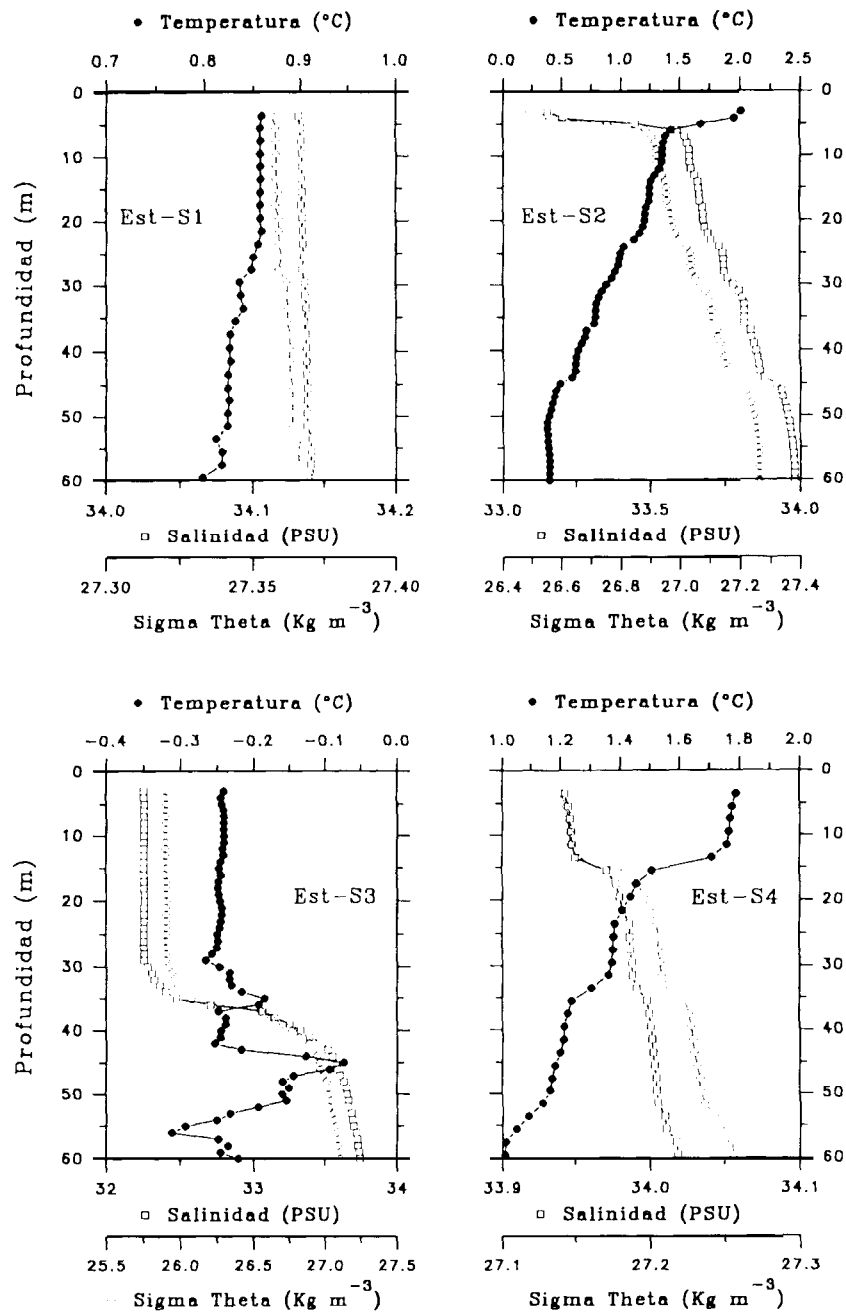 ● Temperatura (ºC)
0.7 0.8 0.9 1.0
0
10
20
30
40
50
60
Profundidad (m)
Est-S1
34.0 34.1 34.2
□ Salinidad (PSU)
27.30 27.35 27.40
Sigma Theta (Kg m⁻³)
● Temperatura (ºC)
0.0 0.5 1.0 1.5 2.0 2.5
0
10
20
30
40
50
60
Est-S2
33.0 33.5 34.0
□ Salinidad (PSU)
26.4 26.6 26.8 27.0 27.2 27.4
Sigma Theta (Kg m⁻³)
● Temperatura (ºC)
-0.4 -0.3 -0.2 -0.1 0.0
0
10
20
30
40
50
60
Profundidad (m)
Est-S3
32 33 34
□ Salinidad (PSU)
25.5 26.0 26.5 27.0 27.5
Sigma Theta (Kg m⁻³)
● Temperatura (ºC)
1.0 1.2 1.4 1.6 1.8 2.0
0
10
20
30
40
50
60
Est-S4
33.9 34.0 34.1
□ Salinidad (PSU)
27.1 27.2 27.3
Sigma Theta (Kg m⁻³)